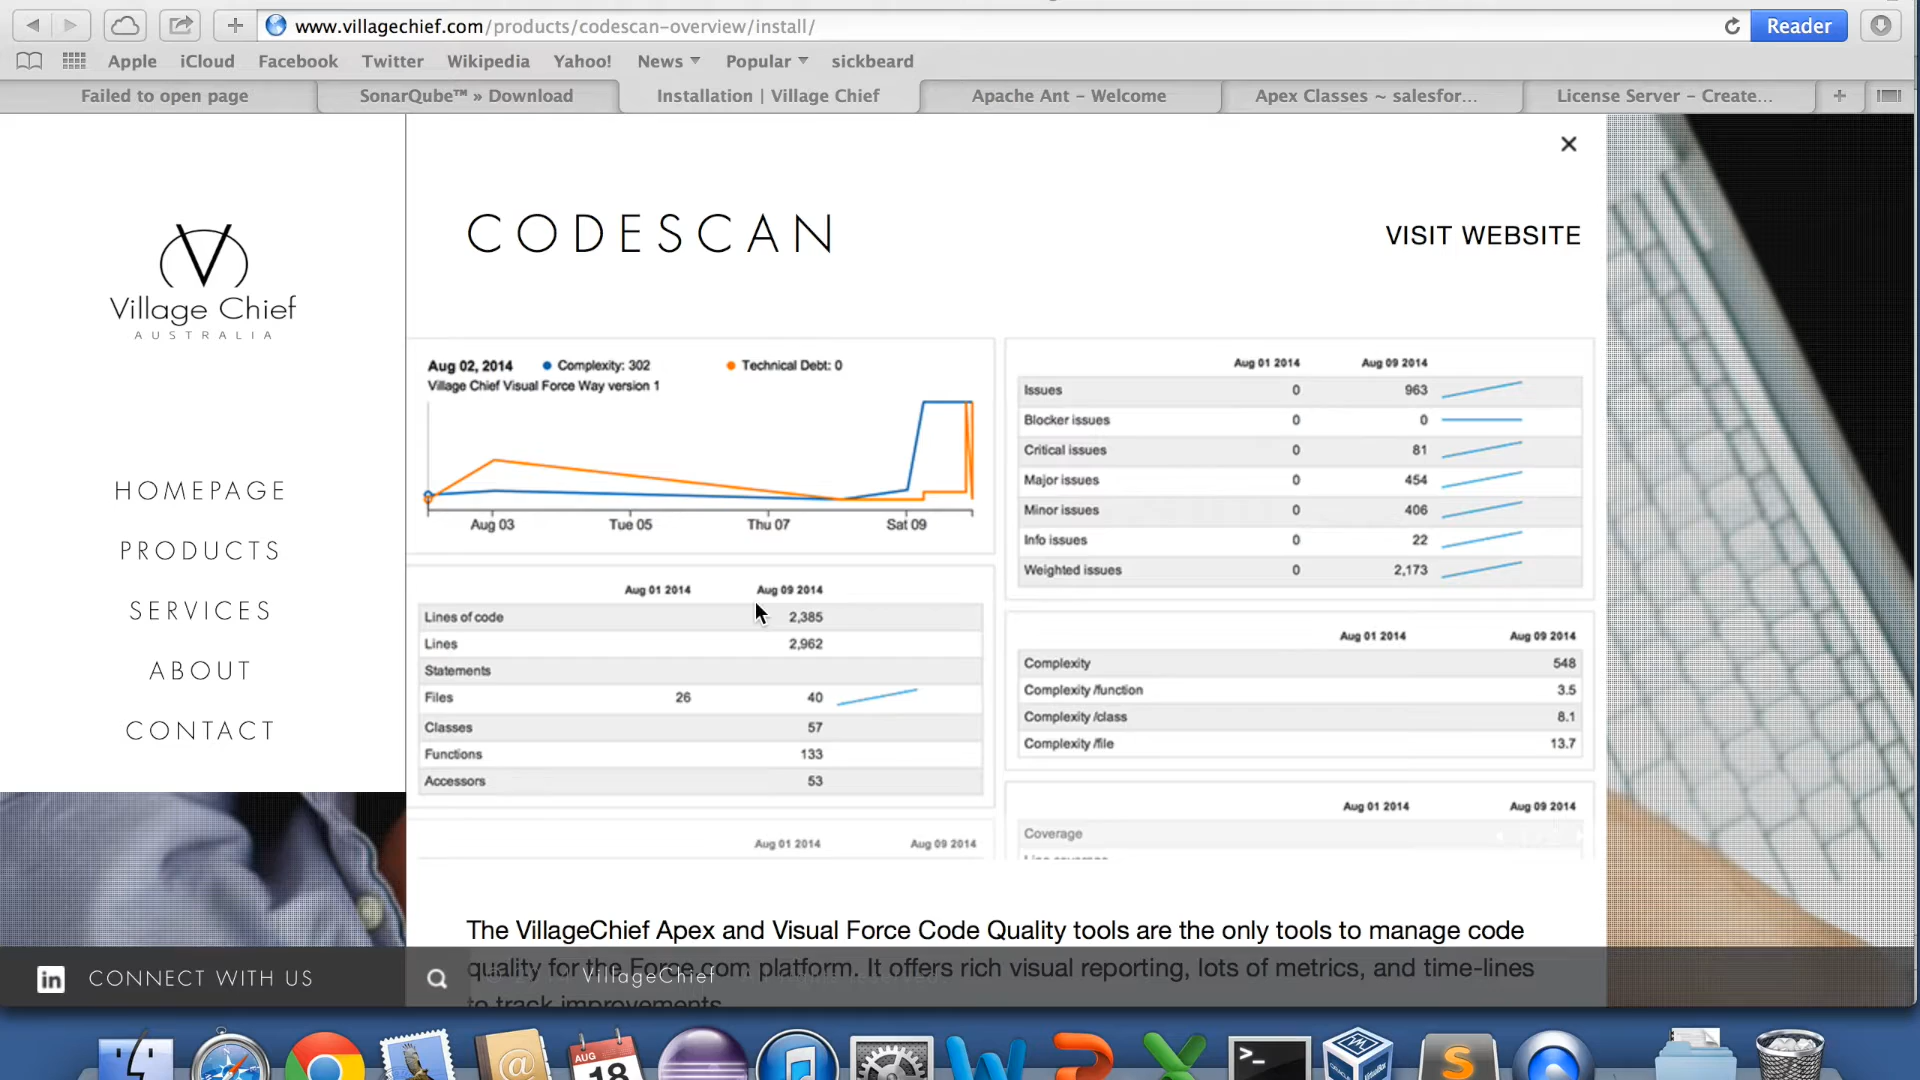 www.villagechief.com/products/codescan-overview/install/
Reader
Apple iCloud Facebook Twitter Wikipedia Yahoo! News Popular sickbeard
Failed to open page
SonarQube™ » Download
Installation | Village Chief
Apache Ant – Welcome
Apex Classes ~ salesfor...
License Server – Create...
Village Chief
AUSTRALIA
HOMEPAGE
PRODUCTS
SERVICES
ABOUT
CONTACT
CODESCAN
VISIT WEBSITE
Aug 02, 2014 Complexity: 302 Technical Debt: 0
Village Chief Visual Force Way version 1
Aug 03 Tue 05 Thu 07 Sat 09
Aug 01 2014 Aug 09 2014
Lines of code 2,385
Lines 2,962
Statements
Files 26 40
Classes 57
Functions 133
Accessors 53
Aug 01 2014 Aug 09 2014
Aug 01 2014 Aug 09 2014
Issues 0 963
Blocker issues 0 0
Critical issues 0 81
Major issues 0 454
Minor issues 0 406
Info issues 0 22
Weighted issues 0 2,173
Aug 01 2014 Aug 09 2014
Complexity 548
Complexity /function 3.5
Complexity /class 8.1
Complexity /file 13.7
Aug 01 2014 Aug 09 2014
Coverage
Line coverage
The VillageChief Apex and Visual Force Code Quality tools are the only tools to manage code
quality for the Force.com platform. It offers rich visual reporting, lots of metrics, and time-lines
to track improvements
in CONNECT WITH US
VillageChief
AUG
18